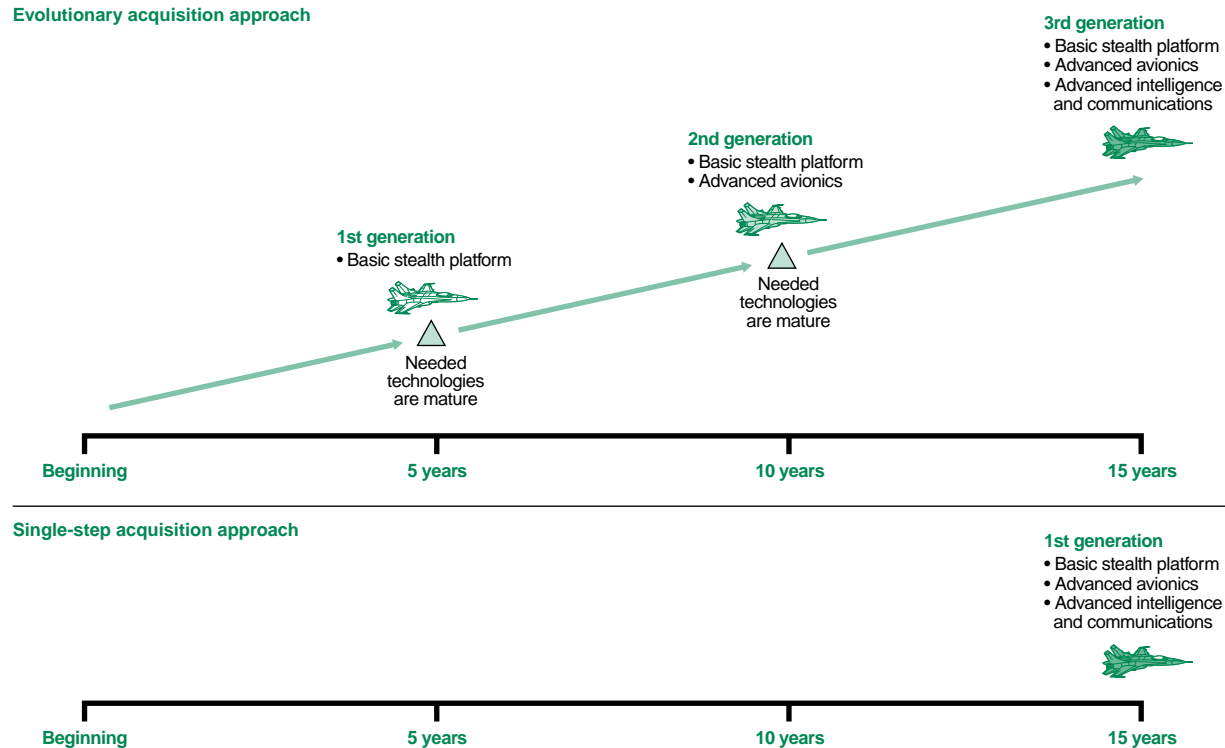 Evolutionary acquisition approach
3rd generation
• Basic stealth platform
• Advanced avionics
• Advanced intelligence
and communications
2nd generation
• Basic stealth platform
• Advanced avionics
1st generation
• Basic stealth platform
Needed
technologies
are mature
Needed
technologies
are mature
Beginning
5 years
10 years
15 years
Single-step acquisition approach
1st generation
• Basic stealth platform
• Advanced avionics
• Advanced intelligence
and communications
Beginning
5 years
10 years
15 years